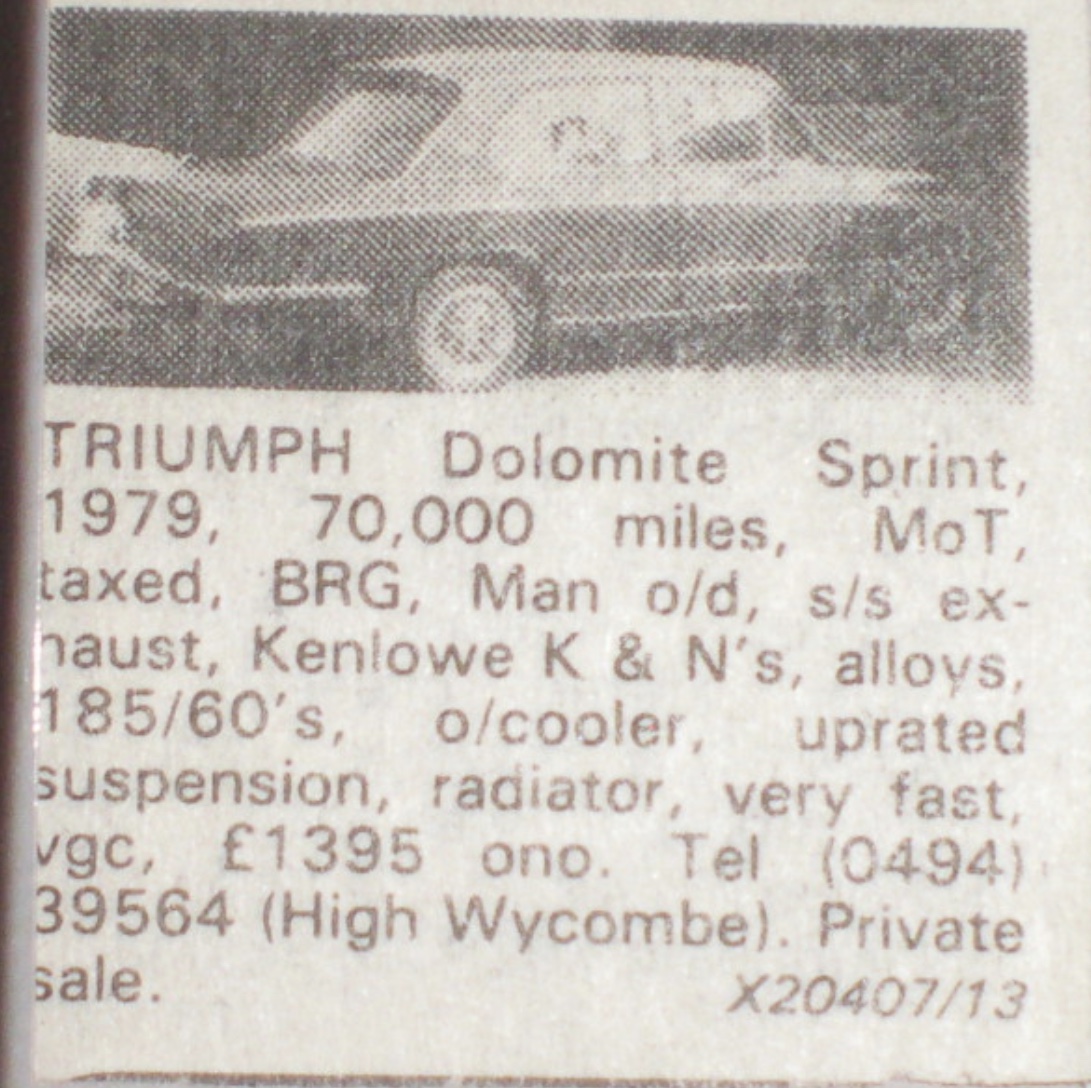 TRIUMPH Dolomite Sprint,
1979, 70,000 miles, MoT,
taxed, BRG, Man o/d, s/s ex-
haust, Kenlowe K & N's, alloys,
185/60's, o/cooler, uprated
suspension, radiator, very fast,
vgc, £1395 ono. Tel (0494)
39564 (High Wycombe). Private
sale. X20407/13